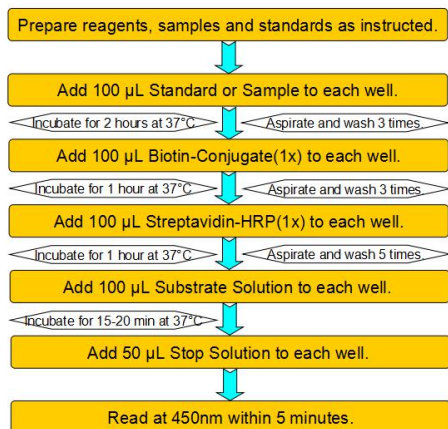 Prepare reagents, samples and standards as instructed.
Add 100 µL Standard or Sample to each well.
Incubate for 2 hours at 37°C
Aspirate and wash 3 times.
Add 100 µL Biotin-Conjugate(1x) to each well.
Incubate for 1 hour at 37°C
Aspirate and wash 3 times.
Add 100 µL Streptavidin-HRP(1x) to each well.
Incubate for 1 hour at 37°C
Aspirate and wash 5 times.
Add 100 µL Substrate Solution to each well.
Incubate for 15-20 min at 37°C
Add 50 µL Stop Solution to each well.
Read at 450nm within 5 minutes.